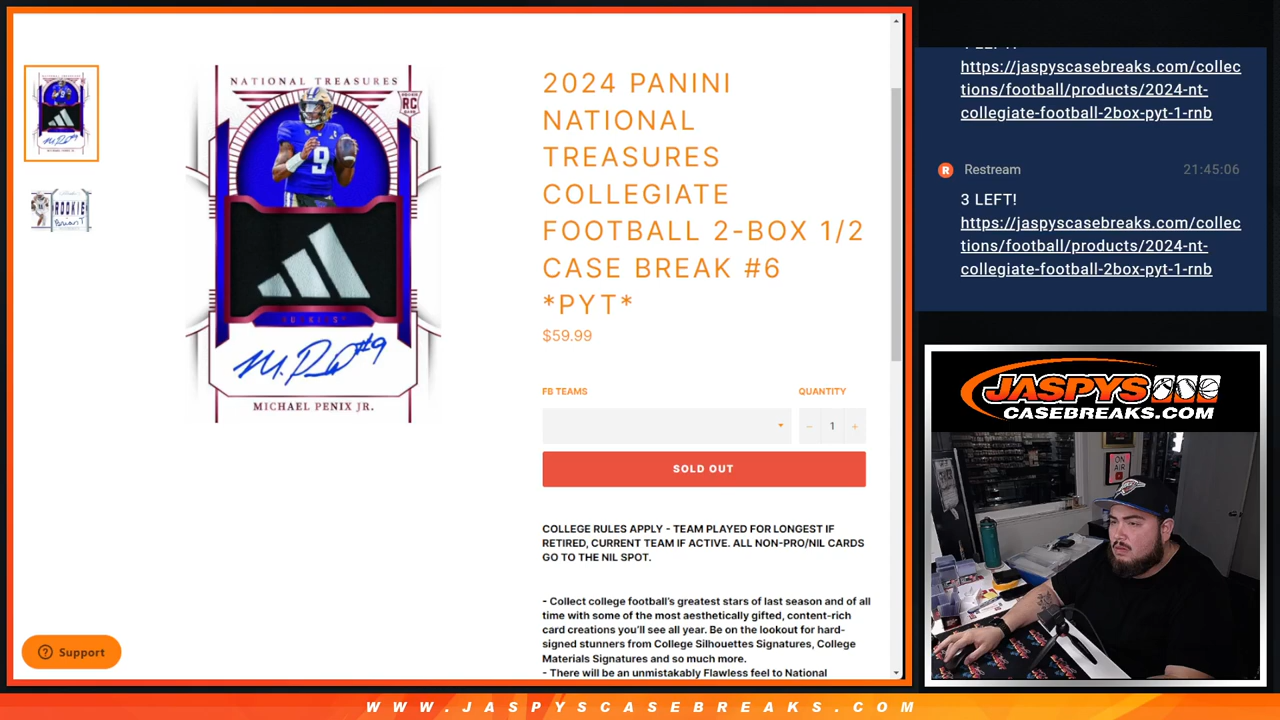 NATIONAL TREASURES
RC
9
MICHAEL PENIX JR.
ROOKIE
2024 PANINI
NATIONAL
TREASURES
COLLEGIATE
FOOTBALL 2-BOX 1/2
CASE BREAK #6
*PYT*
$59.99
FB TEAMS
QUANTITY
− 1 +
SOLD OUT
COLLEGE RULES APPLY - TEAM PLAYED FOR LONGEST IF
RETIRED, CURRENT TEAM IF ACTIVE. ALL NON-PRO/NIL CARDS
GO TO THE NIL SPOT.
- Collect college football's greatest stars of last season and of all
time with some of the most aesthetically gifted, content-rich
card creations you'll see all year. Be on the lookout for hard-
signed stunners from College Silhouettes Signatures, College
Materials Signatures and so much more.
- There will be an unmistakably Flawless feel to National
Support
https://jaspyscasebreaks.com/collec
tions/football/products/2024-nt-
collegiate-football-2box-pyt-1-rnb
R Restream 21:45:06
3 LEFT!
https://jaspyscasebreaks.com/collec
tions/football/products/2024-nt-
collegiate-football-2box-pyt-1-rnb
JASPYS
CASEBREAKS.COM
ON
AIR
WWW.JASPYSCASEBREAKS.COM